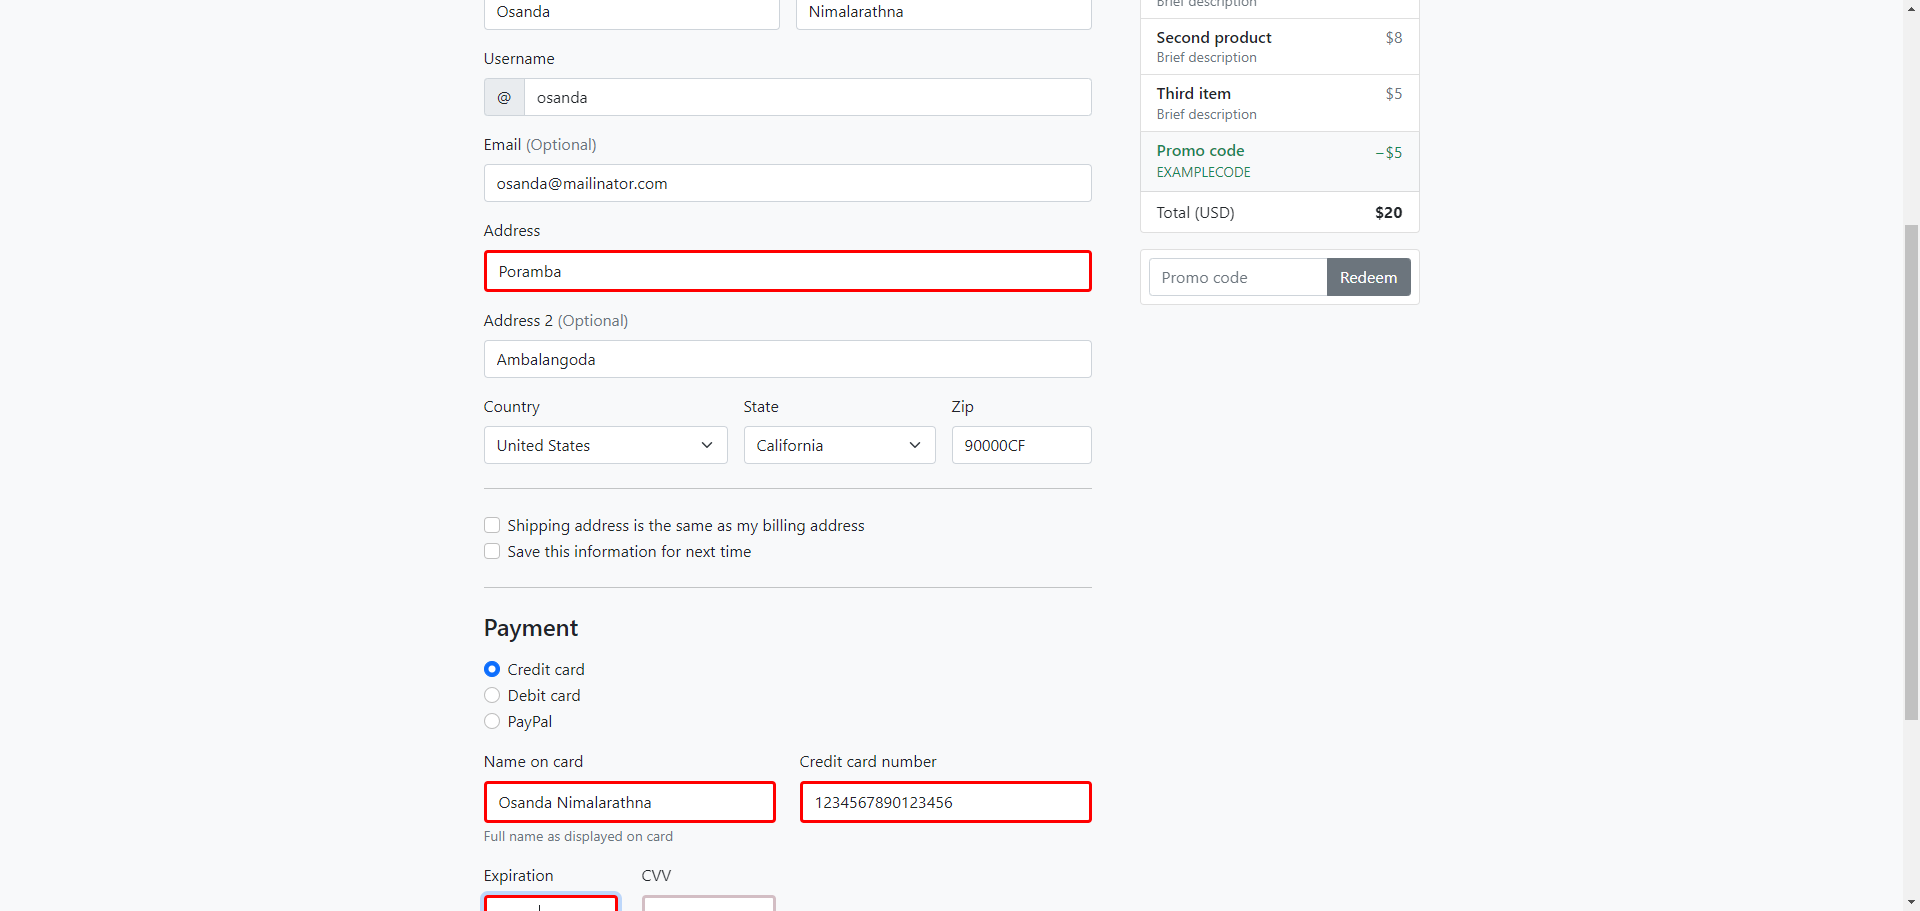 Osanda
Nimalarathna
Username
@
osanda
Email (Optional)
osanda@mailinator.com
Address
Poramba
Address 2 (Optional)
Ambalangoda
Country
State
Zip
United States
California
90000CF
Shipping address is the same as my billing address
Save this information for next time
Payment
Credit card
Debit card
PayPal
Name on card
Credit card number
Osanda Nimalarathna
1234567890123456
Full name as displayed on card
Expiration
CVV
Brief description
Second product
$8
Brief description
Third item
$5
Brief description
Promo code
−$5
EXAMPLECODE
Total (USD)
$20
Promo code
Redeem